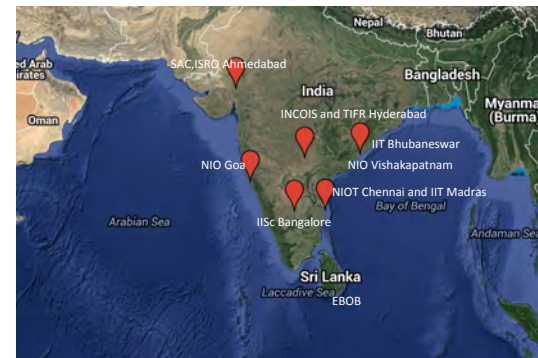 Nepal
Bhutan
ed Arab
irates
SAC,ISRO Ahmedabad
Bangladesh
India
Myanma
(Burma)
Oman
INCOIS and TIFR Hyderabad
IIT Bhubaneswar
NIO Goa
NIO Vishakapatnam
NIOT Chennai and IIT Madras
Bay of Bengal
Arabian Sea
IISc Bangalore
Andaman Se
Sri Lanka
Laccadive Sea
EBOB